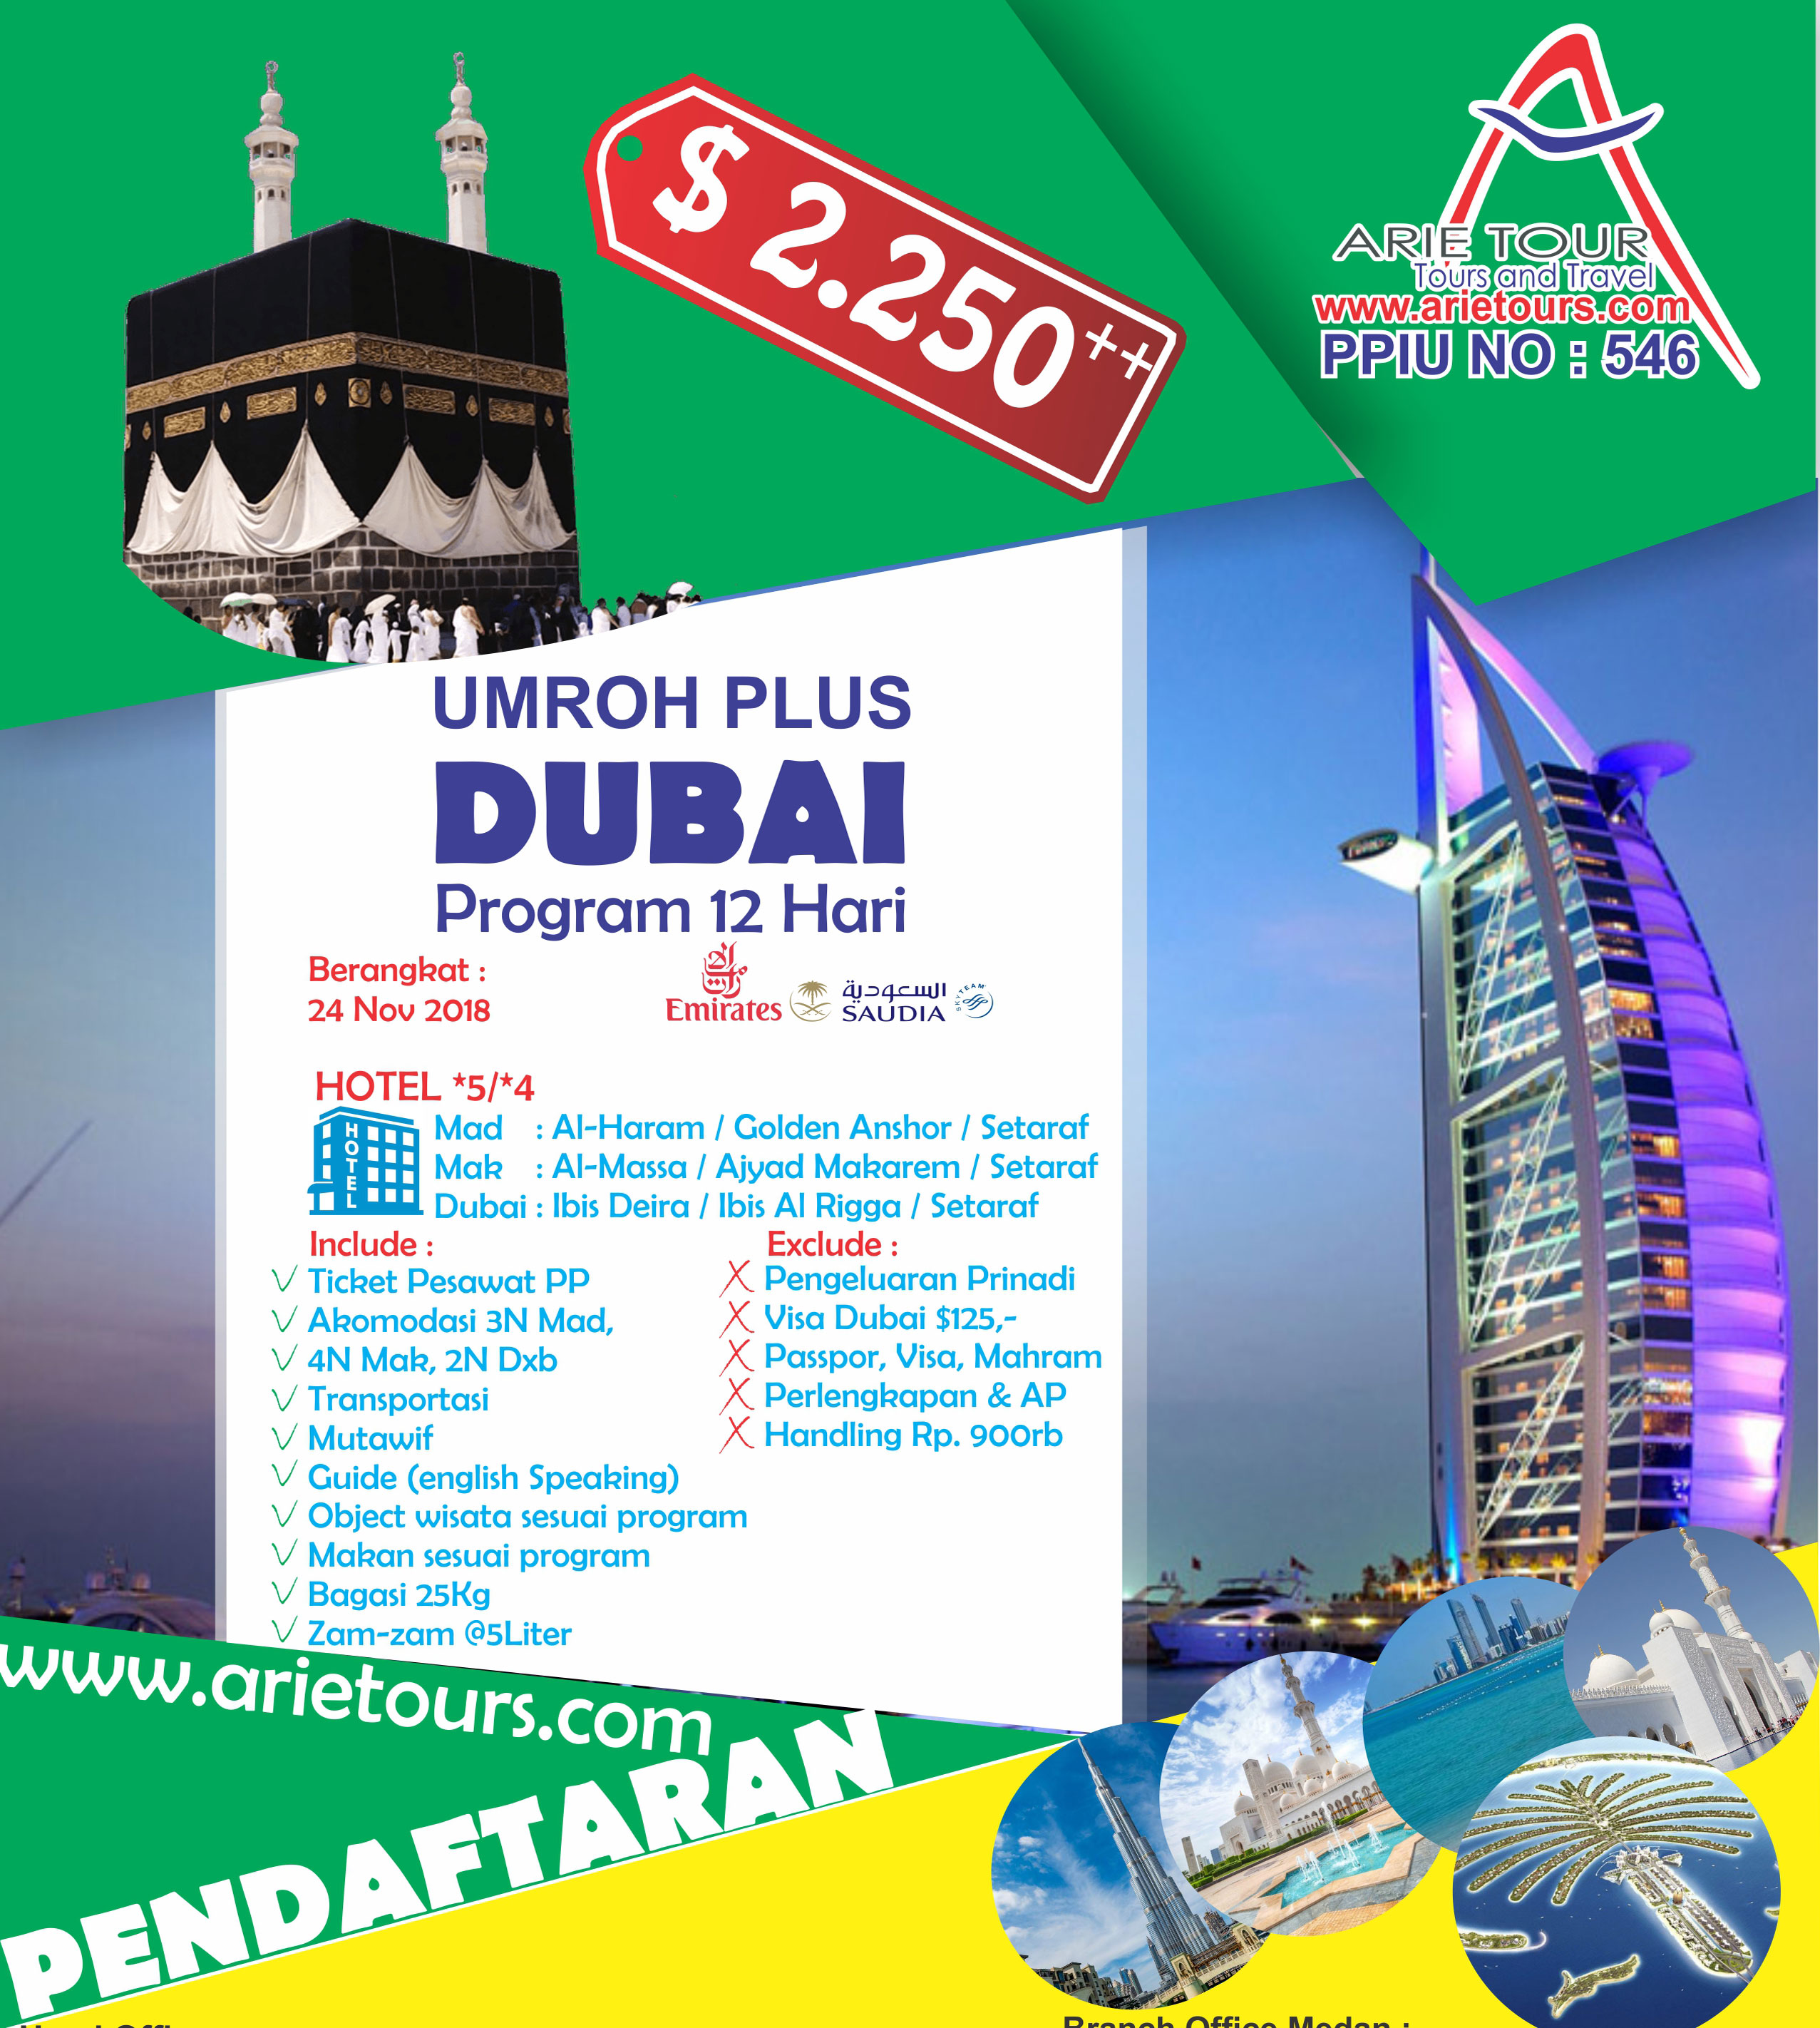 $ 2.250++
ARIE TOUR
Tours and Travel
www.arietours.com
PPIU NO : 546
UMROH PLUS
DUBAI
Program 12 Hari
Berangkat :
24 Nov 2018
Emirates
السعودية
SAUDIA
SKYTEAM
HOTEL *5/*4
HOTEL
Mad : Al-Haram / Golden Anshor / Setaraf
Mak : Al-Massa / Ajyad Makarem / Setaraf
Dubai : Ibis Deira / Ibis Al Rigga / Setaraf
Include :
V Ticket Pesawat PP
V Akomodasi 3N Mad,
V 4N Mak, 2N Dxb
V Transportasi
V Mutawif
V Guide (english Speaking)
V Object wisata sesuai program
V Makan sesuai program
V Bagasi 25Kg
V Zam-zam @5Liter
Exclude :
X Pengeluaran Prinadi
X Visa Dubai $125,-
X Passpor, Visa, Mahram
X Perlengkapan & AP
X Handling Rp. 900rb
www.arietours.com
PENDAFTARAN
Branch Office Medan :